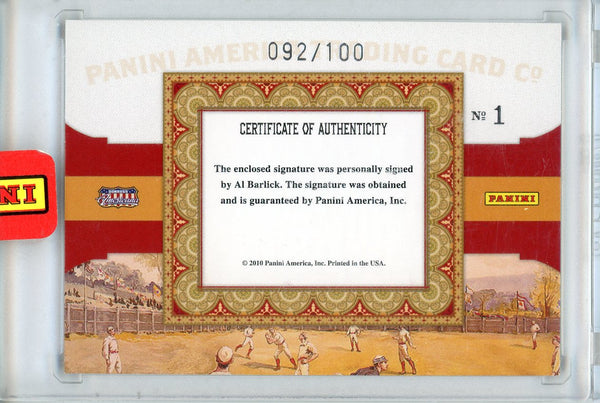 092/100
PANINI AMERICA TRADING CARD Cº
Nº 1
CERTIFICATE OF AUTHENTICITY
The enclosed signature was personally signed
by Al Barlick. The signature was obtained
and is guaranteed by Panini America, Inc.
INI
Americana
PANINI
© 2010 Panini America, Inc. Printed in the USA.